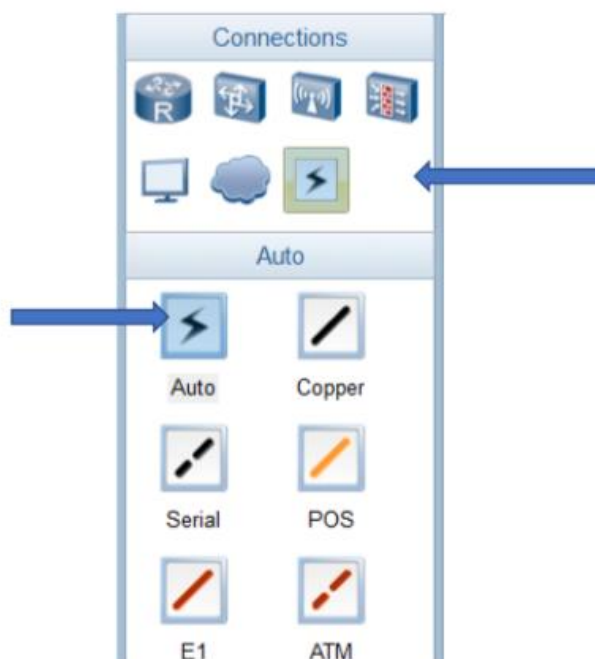 Connections
R
Auto
Auto Copper
Serial POS
E1 ATM